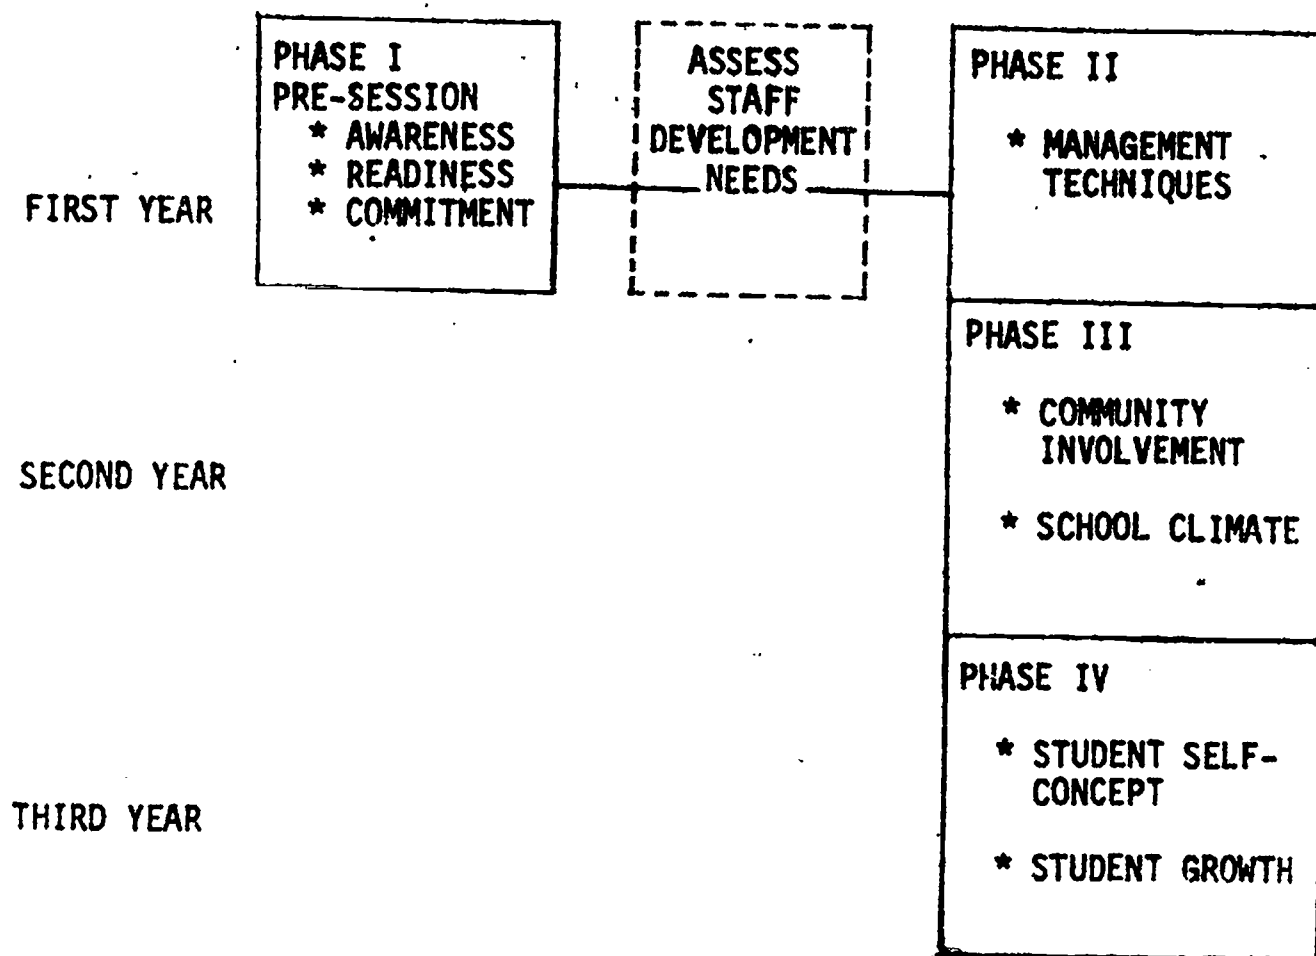 PHASE I
PRE-SESSION
* AWARENESS
* READINESS
* COMMITMENT
ASSESS
STAFF
DEVELOPMENT
NEEDS
PHASE II
* MANAGEMENT
TECHNIQUES
FIRST YEAR
PHASE III
* COMMUNITY
INVOLVEMENT
* SCHOOL CLIMATE
SECOND YEAR
PHASE IV
* STUDENT SELF-
CONCEPT
* STUDENT GROWTH
THIRD YEAR